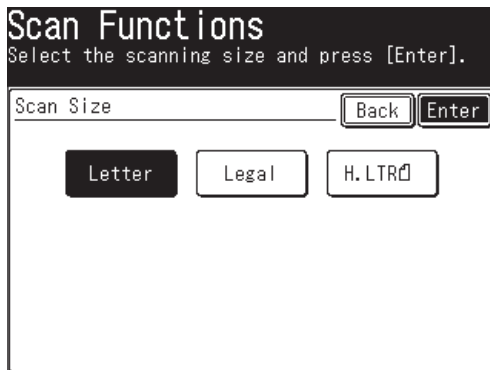 Scan Functions
Select the scanning size and press [Enter].
Scan Size Back Enter
Letter Legal H.LTR